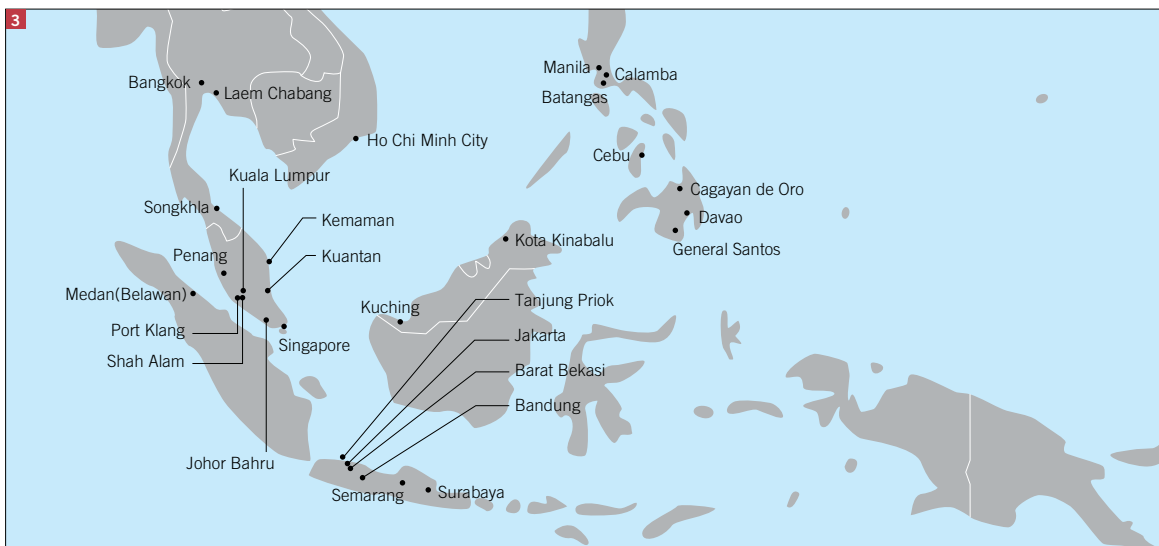 3
Manila
Calamba
Bangkok
Laem Chabang
Batangas
Ho Chi Minh City
Cebu
Kuala Lumpur
Cagayan de Oro
Songkhla
Kemaman
Davao
Kota Kinabalu
General Santos
Penang
Kuantan
Medan(Belawan)
Tanjung Priok
Kuching
Port Klang
Singapore
Jakarta
Shah Alam
Barat Bekasi
Bandung
Johor Bahru
Semarang
Surabaya